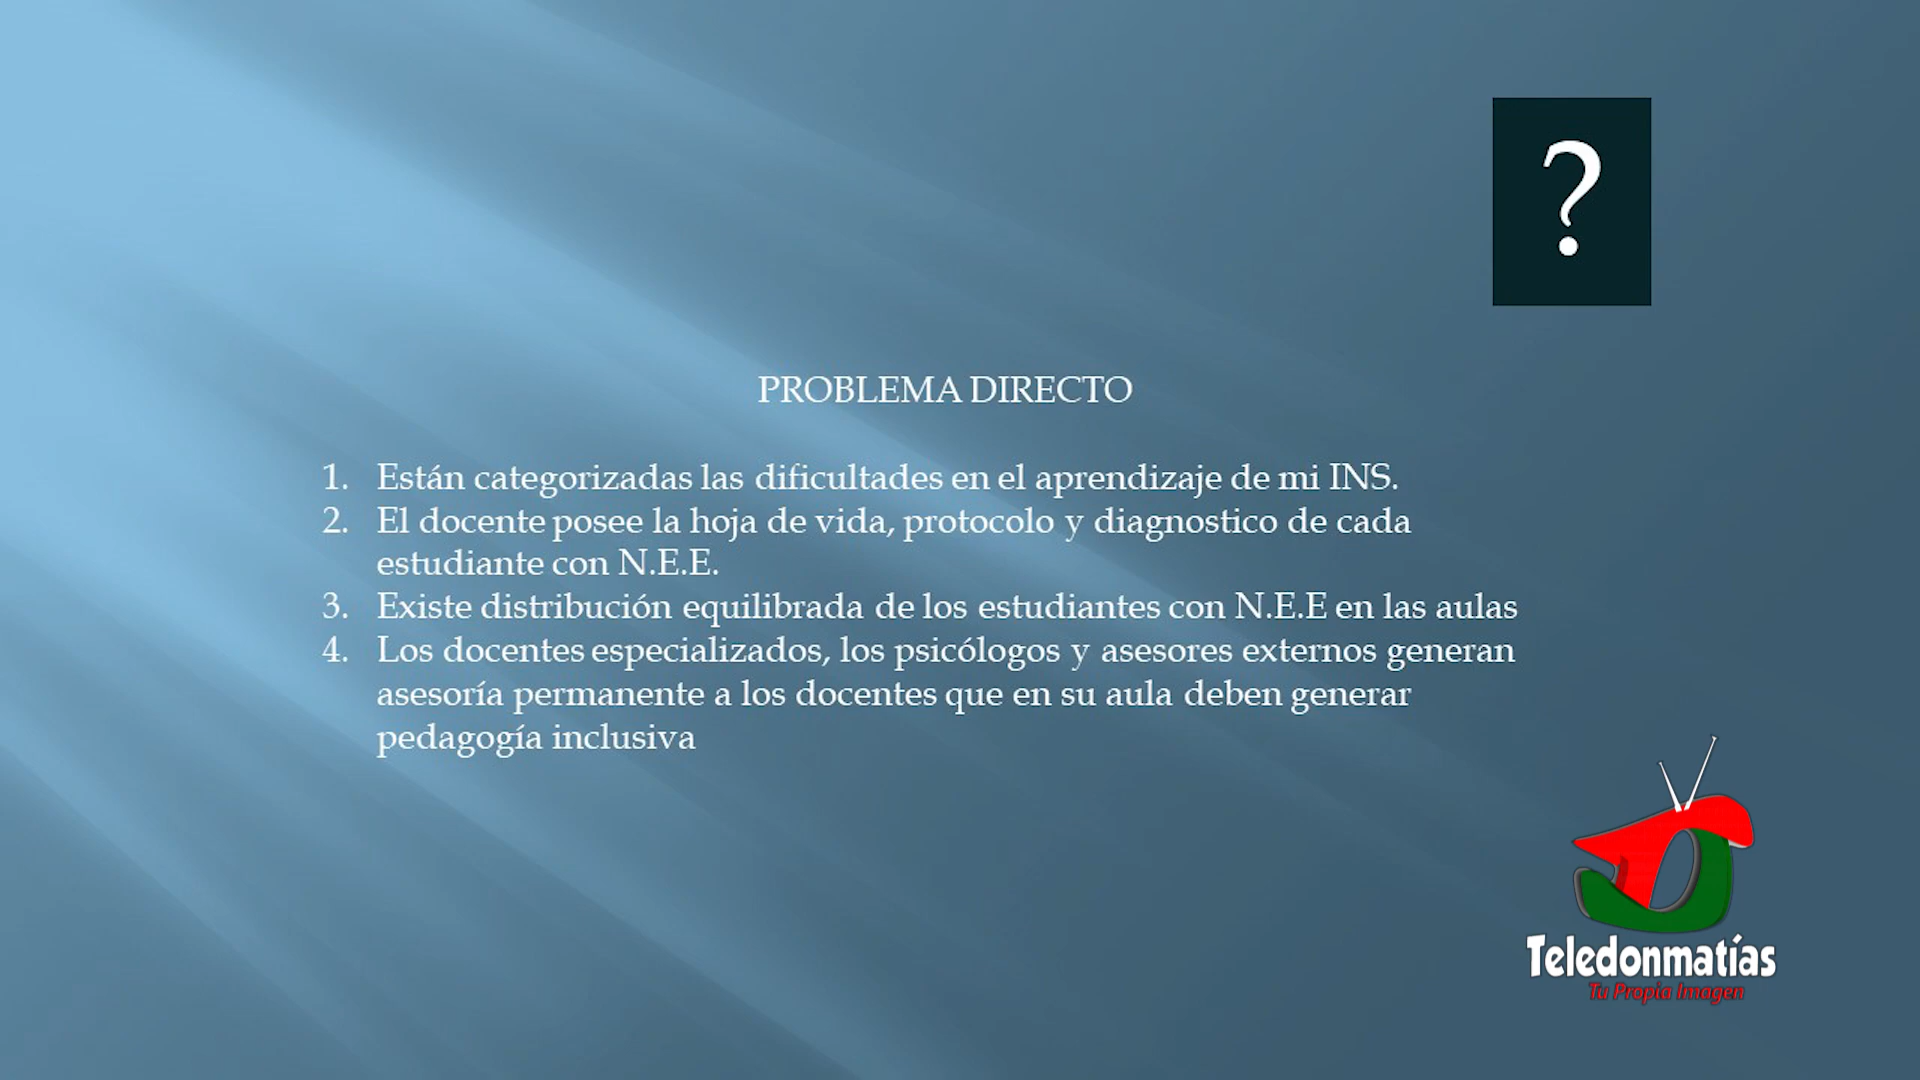 ?
PROBLEMA DIRECTO
1. Están categorizadas las dificultades en el aprendizaje de mi INS.
2. El docente posee la hoja de vida, protocolo y diagnostico de cada
estudiante con N.E.E.
3. Existe distribución equilibrada de los estudiantes con N.E.E en las aulas
4. Los docentes especializados, los psicólogos y asesores externos generan
asesoría permanente a los docentes que en su aula deben generar
pedagogía inclusiva
Teledonmatías
Tu Propia Imagen